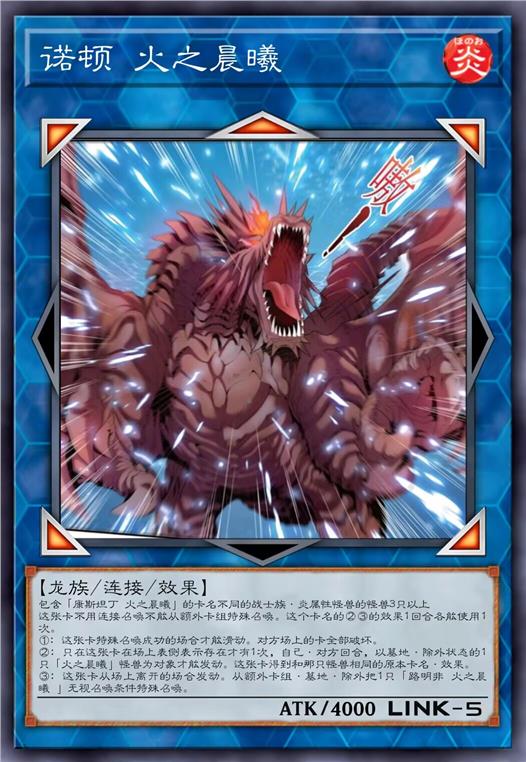 诺顿 火之晨曦
ほのお
炎
嗷!
【龙族/连接/效果】
包含「康斯坦丁 火之晨曦」的卡名不同的战士族·炎属性怪兽的怪兽3只以上
这张卡不用连接召唤不能从额外卡组特殊召唤。这个卡名的②③的效果1回合各能使用1
次。
①：这张卡特殊召唤成功的场合才能发动。对方场上的卡全部破坏。
②：只在这张卡在场上表侧表示存在才有1次，自己·对方回合，以墓地·除外状态的1
只「火之晨曦」怪兽为对象才能发动。这张卡得到和那只怪兽相同的原本卡名·效果。
③：这张卡从场上离开的场合发动。从额外卡组·墓地·除外把1只「路明非 火之晨
曦 」无视召唤条件特殊召唤。
ATK/4000 LINK-5